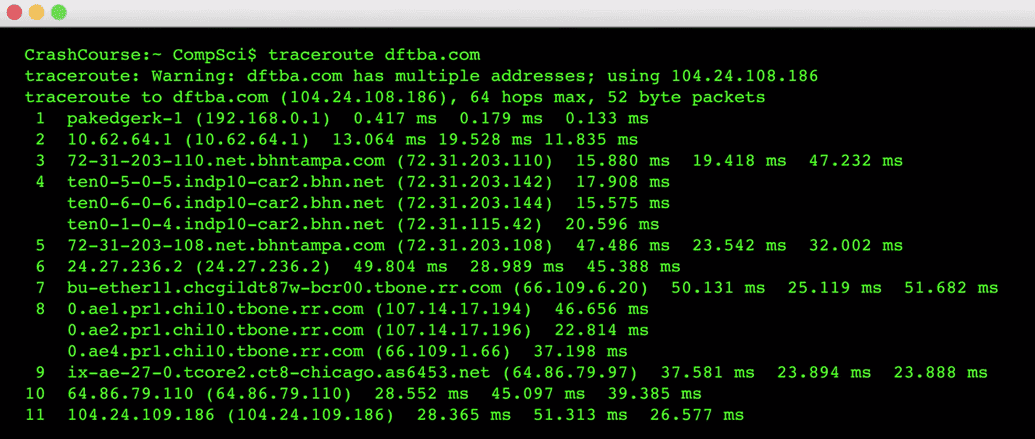 CrashCourse:~ CompSci$ traceroute dftba.com
traceroute: Warning: dftba.com has multiple addresses; using 104.24.108.186
traceroute to dftba.com (104.24.108.186), 64 hops max, 52 byte packets
1 pakedgerk-1 (192.168.0.1) 0.417 ms 0.179 ms 0.133 ms
2 10.62.64.1 (10.62.64.1) 13.064 ms 19.528 ms 11.835 ms
3 72-31-203-110.net.bhntampa.com (72.31.203.110) 15.880 ms 19.418 ms 47.232 ms
4 ten0-5-0-5.indp10-car2.bhn.net (72.31.203.142) 17.908 ms
ten0-6-0-6.indp10-car2.bhn.net (72.31.203.144) 15.575 ms
ten0-1-0-4.indp10-car2.bhn.net (72.31.115.42) 20.596 ms
5 72-31-203-108.net.bhntampa.com (72.31.203.108) 47.486 ms 23.542 ms 32.002 ms
6 24.27.236.2 (24.27.236.2) 49.804 ms 28.989 ms 45.388 ms
7 bu-ether11.chcgildt87w-bcr00.tbone.rr.com (66.109.6.20) 50.131 ms 25.119 ms 51.682 ms
8 0.ae1.pr1.chi10.tbone.rr.com (107.14.17.194) 46.656 ms
0.ae2.pr1.chi10.tbone.rr.com (107.14.17.196) 22.814 ms
0.ae4.pr1.chi10.tbone.rr.com (66.109.1.66) 37.198 ms
9 ix-ae-27-0.tcore2.ct8-chicago.as6453.net (64.86.79.97) 37.581 ms 23.894 ms 23.888 ms
10 64.86.79.110 (64.86.79.110) 28.552 ms 45.097 ms 39.385 ms
11 104.24.109.186 (104.24.109.186) 28.365 ms 51.313 ms 26.577 ms